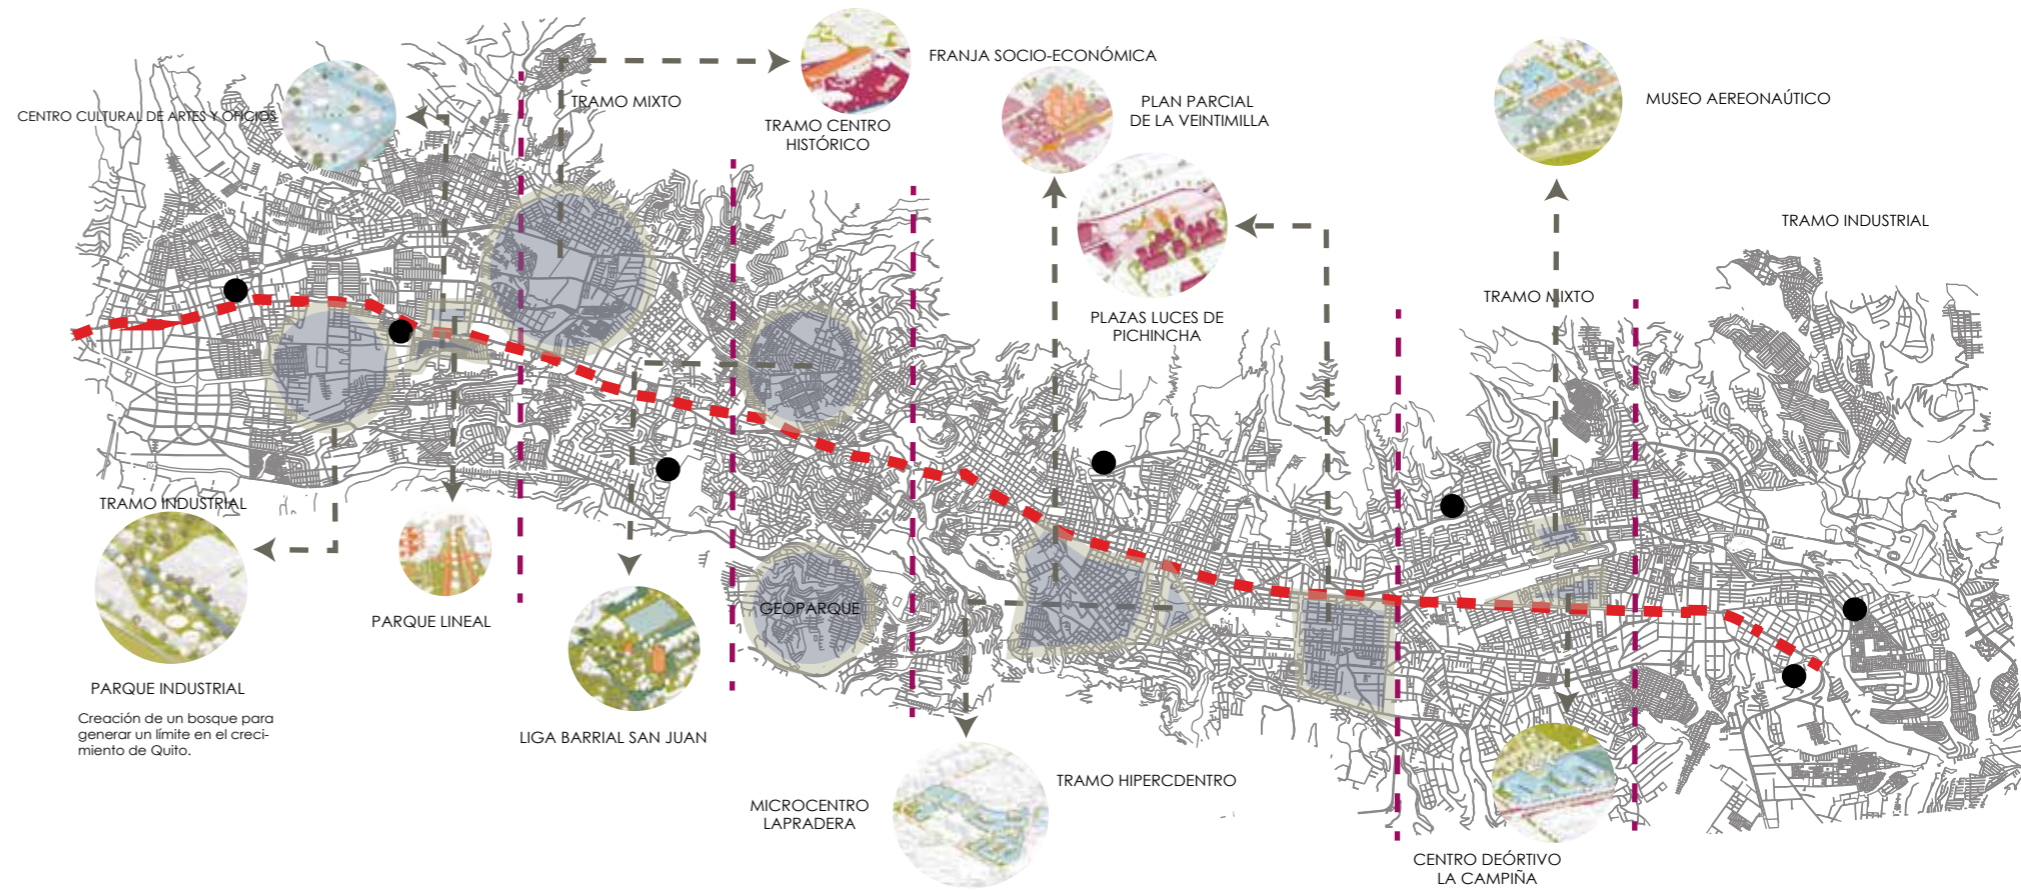 FRANJA SOCIO-ECONÓMICA
CENTRO CULTURAL DE ARTES Y OFICIOS
TRAMO MIXTO
TRAMO CENTRO
HISTÓRICO
PLAN PARCIAL
DE LA VEINTIMILLA
MUSEO AEREONAÚTICO
TRAMO INDUSTRIAL
TRAMO MIXTO
PLAZAS LUCES DE
PICHINCHA
TRAMO INDUSTRIAL
PARQUE LINEAL
GEOPARQUE
PARQUE INDUSTRIAL
Creación de un bosque para
generar un límite en el creci-
miento de Quito.
LIGA BARRIAL SAN JUAN
TRAMO HIPERCDENTRO
MICROCENTRO
LAPRADERA
CENTRO DEÓRTIVO
LA CAMPIÑA